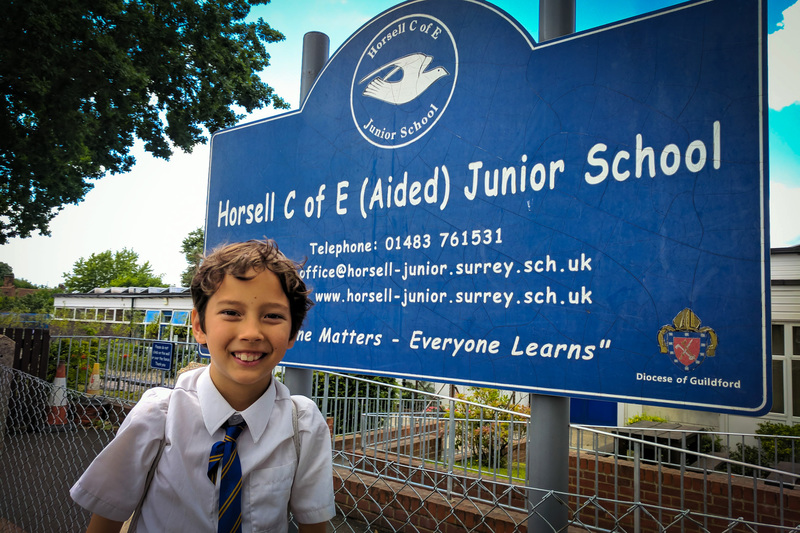 Horsell C of E
Junior School
Horsell C of E (Aided) Junior School
Telephone: 01483 761531
office@horsell-junior.surrey.sch.uk
www.horsell-junior.surrey.sch.uk
ne Matters - Everyone Learns"
Diocese of Guildford